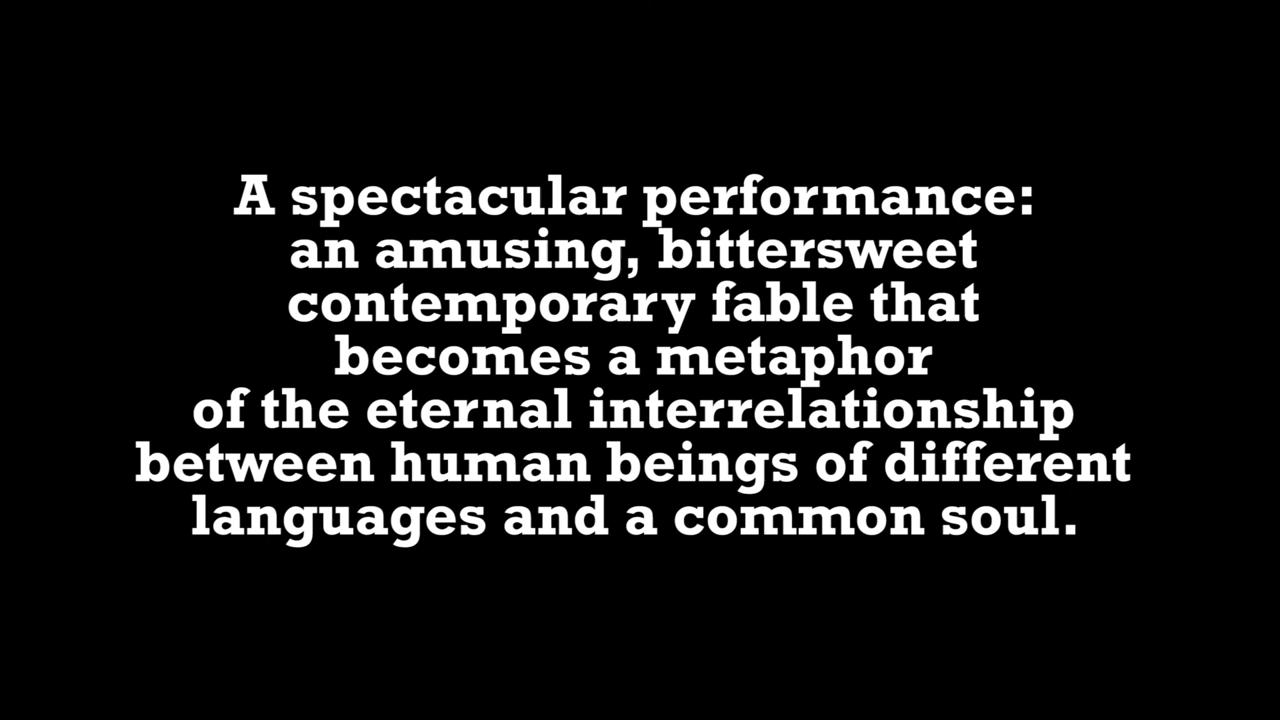 A spectacular performance:
an amusing, bittersweet
contemporary fable that
becomes a metaphor
of the eternal interrelationship
between human beings of different
languages and a common soul.